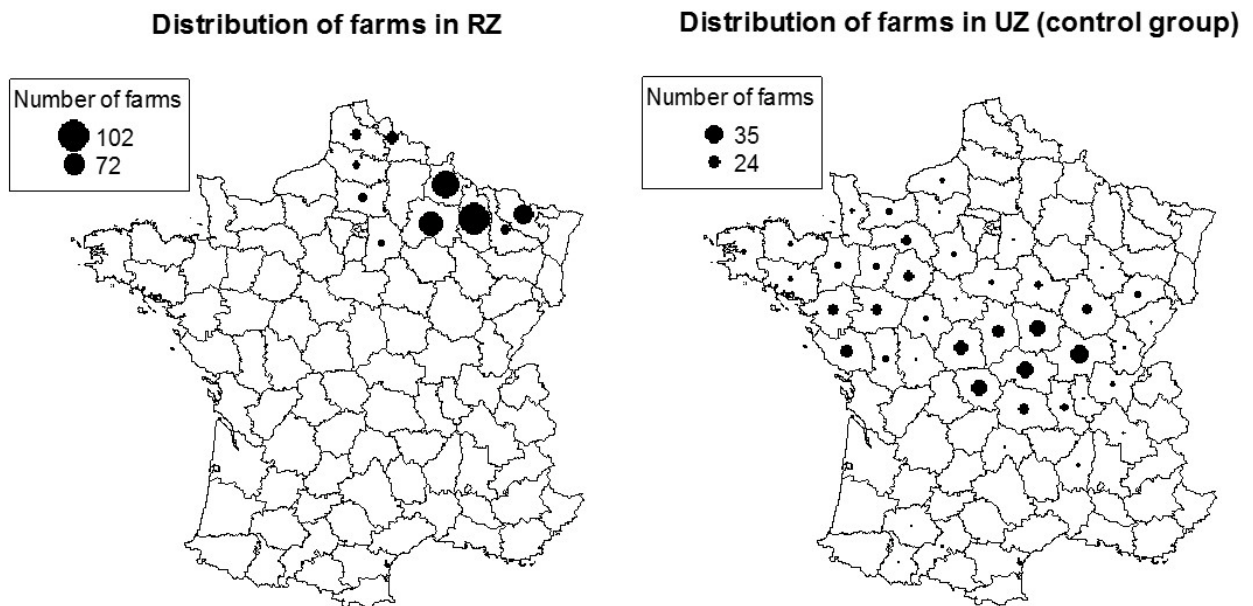 Distribution of farms in RZ
Number of farms
102
72
Distribution of farms in UZ (control group)
Number of farms
35
24